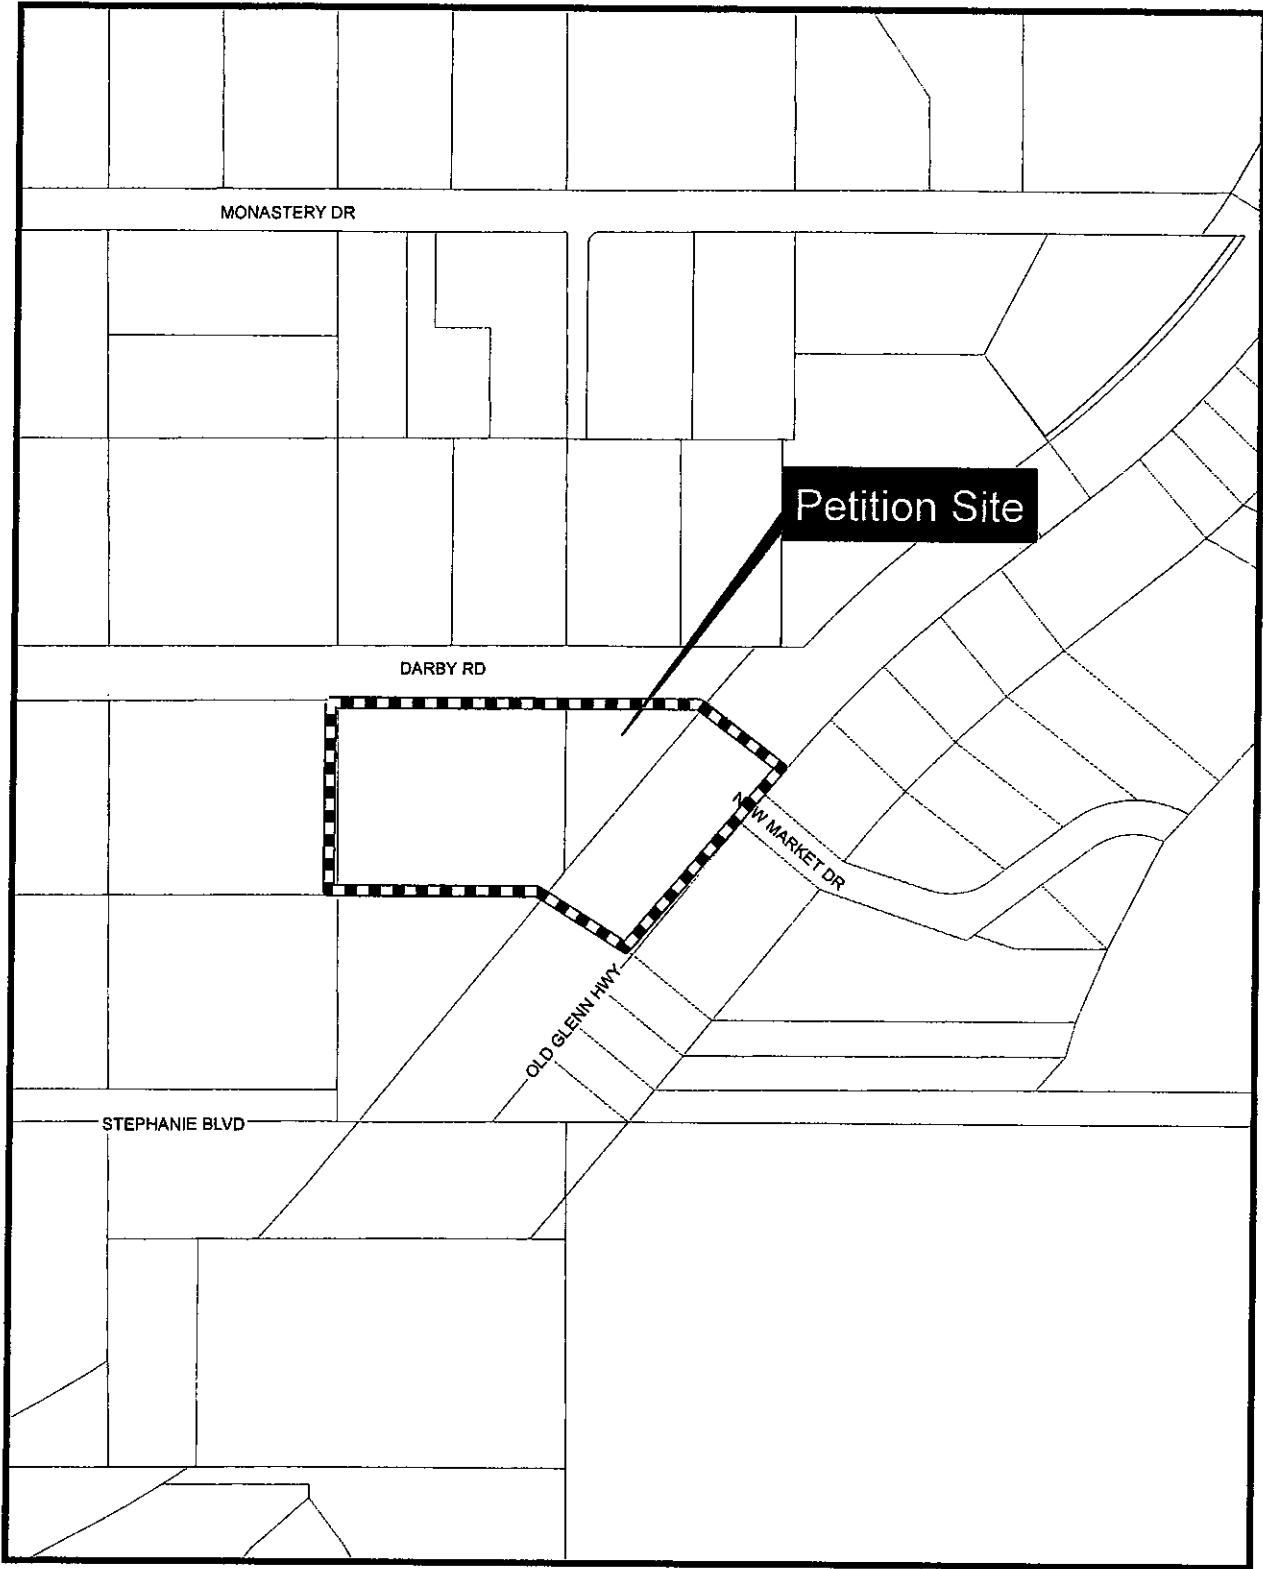 MONASTERY DR
Petition Site
DARBY RD
NEW MARKET DR
OLD GLENN HWY
STEPHANIE BLVD